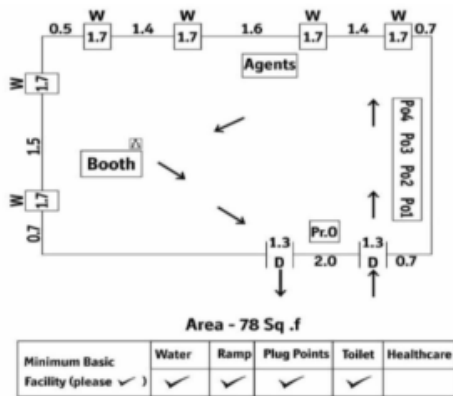 W W W W
0.5 1.7 1.4 1.7 1.6 1.7 1.4 1.7 0.7
Agents
W 1.7
1.5
Booth
W 1.7
0.7
Po4 Po3 Po2 Po1
Pr.O
1.3 1.3
D 2.0 D 0.7
Area - 78 Sq .f
Minimum Basic Facility (please ✓ ) Water Ramp Plug Points Toilet Healthcare
✓ ✓ ✓ ✓